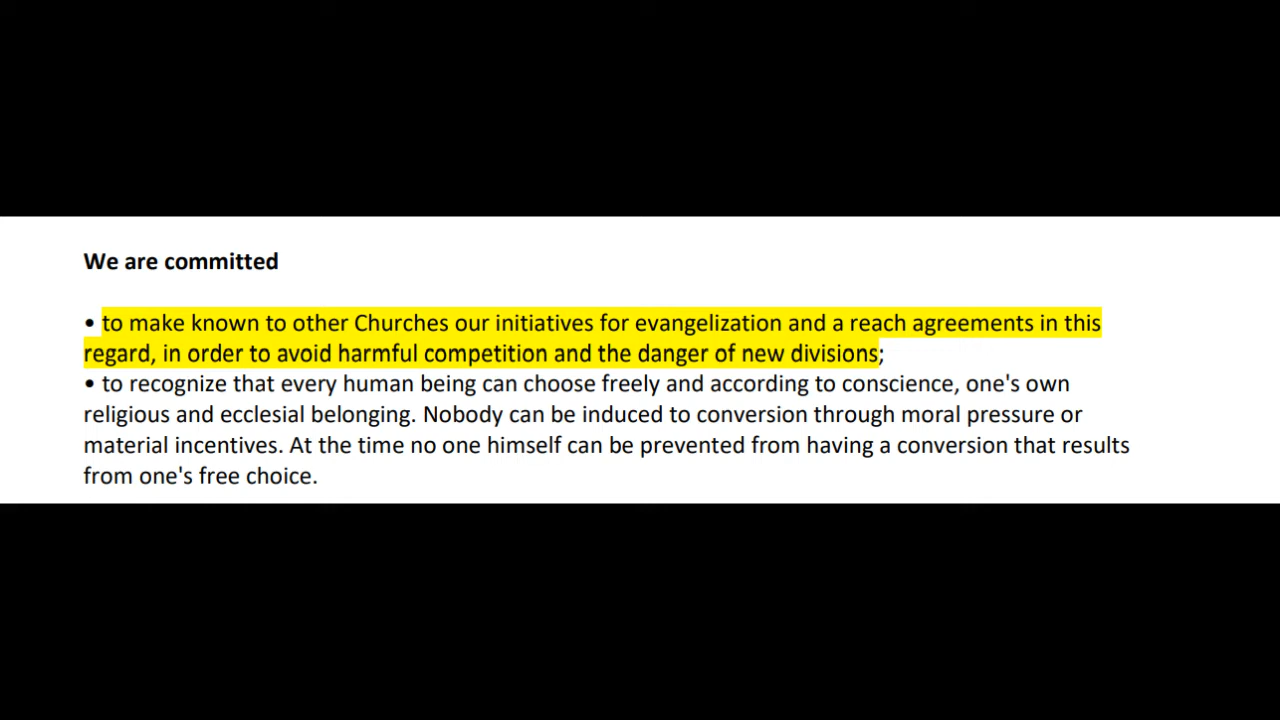 We are committed
• to make known to other Churches our initiatives for evangelization and a reach agreements in this
regard, in order to avoid harmful competition and the danger of new divisions;
• to recognize that every human being can choose freely and according to conscience, one's own
religious and ecclesial belonging. Nobody can be induced to conversion through moral pressure or
material incentives. At the time no one himself can be prevented from having a conversion that results
from one's free choice.